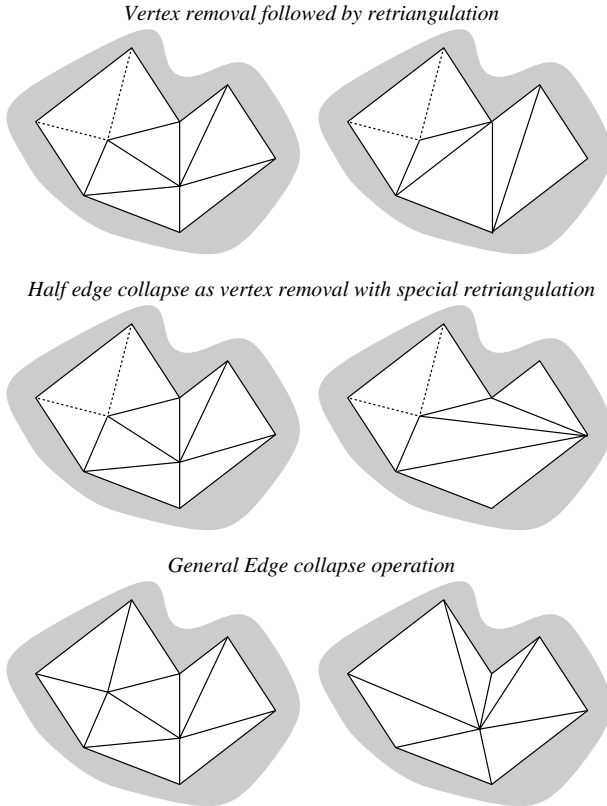 Vertex removal followed by retriangulation
Half edge collapse as vertex removal with special retriangulation
General Edge collapse operation